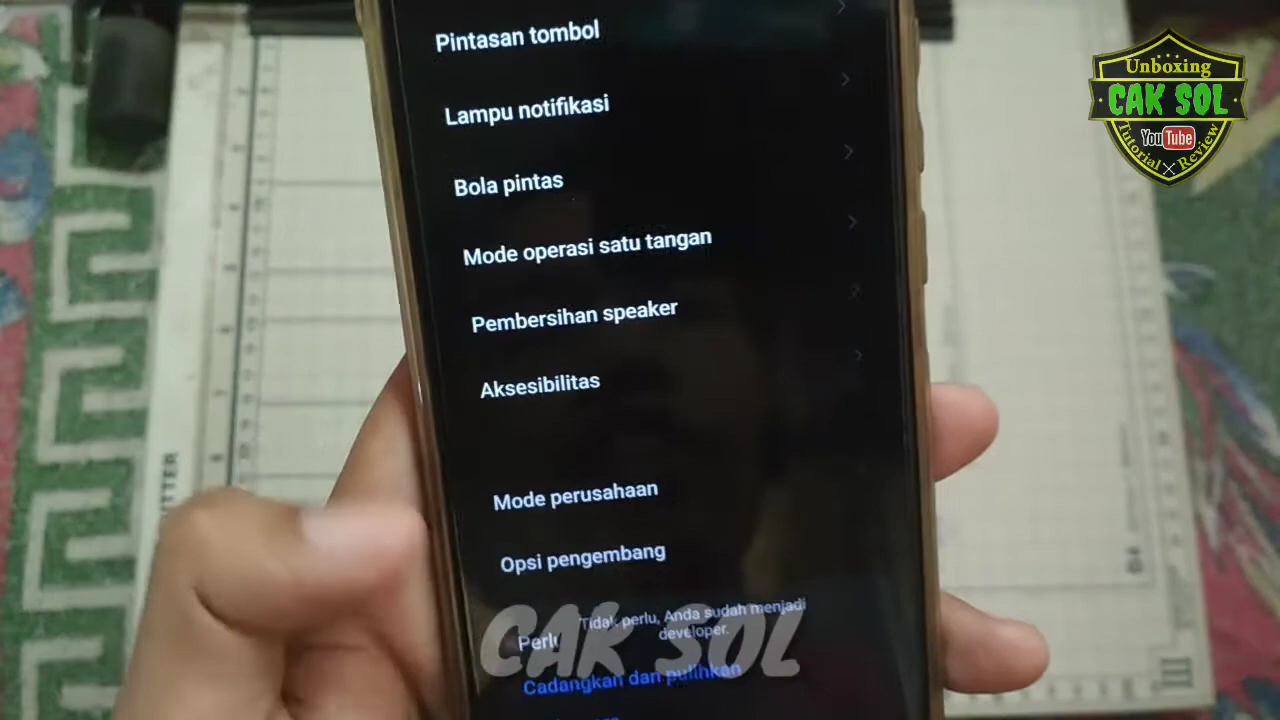 Pintasan tombol
Lampu notifikasi
Bola pintas
Mode operasi satu tangan
Pembersihan speaker
Aksesibilitas
Mode perusahaan
Opsi pengembang
Tidak perlu, Anda sudah menjadi
developer.
Cadangkan dan pulihkan
CAK SOL
Unboxing
CAK SOL
YouTube
Tutorial X Review